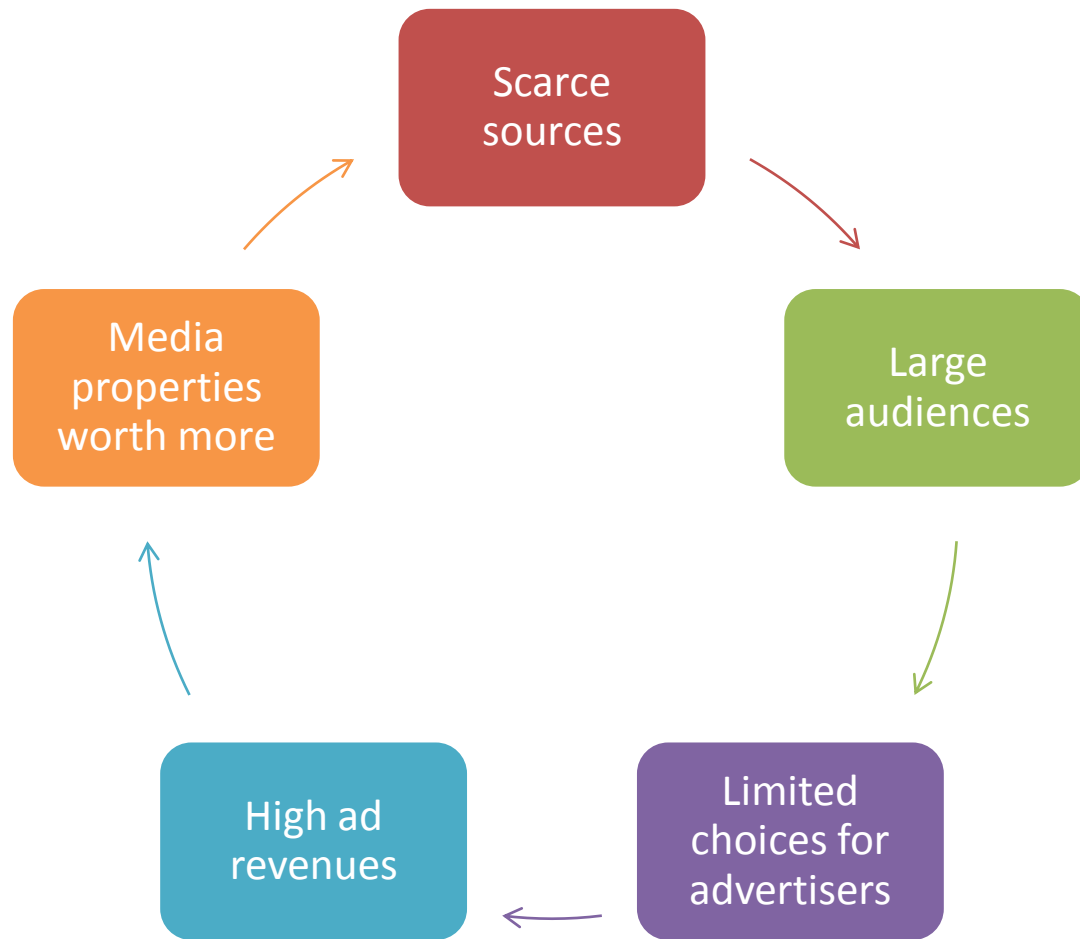 Scarce
sources
Large
audiences
Limited
choices for
advertisers
High ad
revenues
Media
properties
worth more